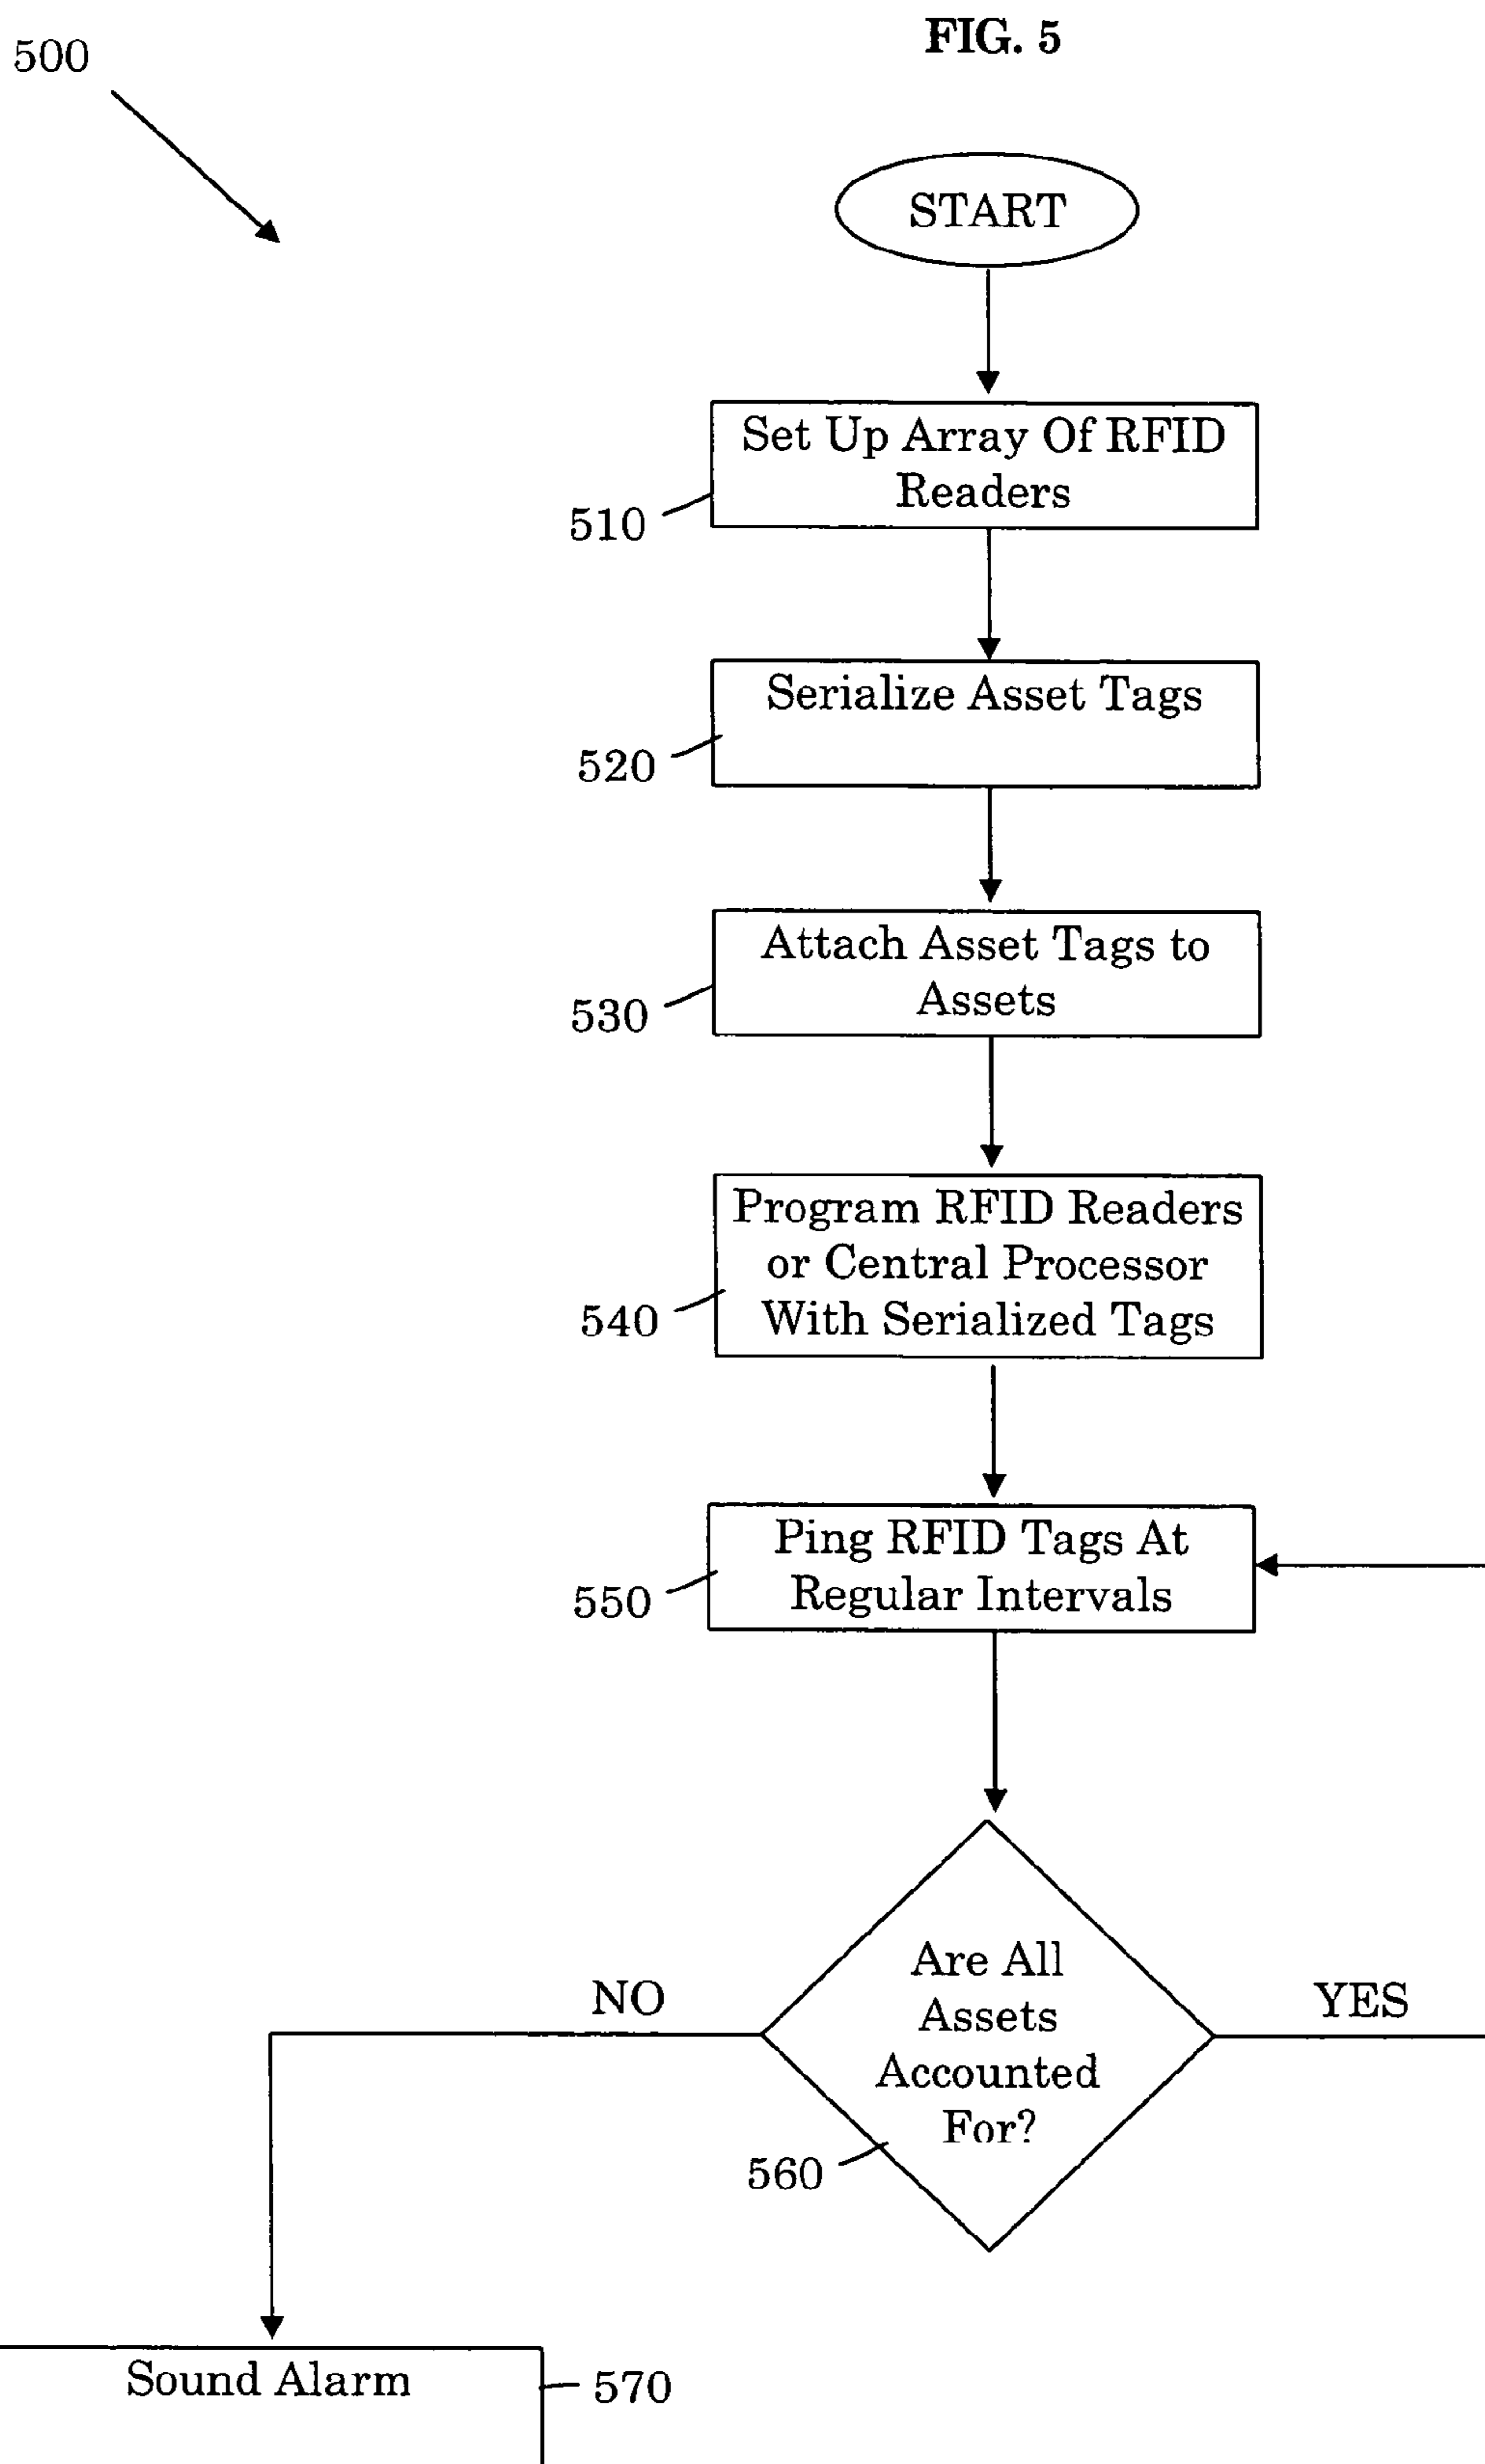 FIG. 5
500
START
Set Up Array Of RFID
Readers
510
Serialize Asset Tags
520
Attach Asset Tags to
Assets
530
Program RFID Readers
or Central Processor
With Serialized Tags
540
Ping RFID Tags At
Regular Intervals
550
Are All
Assets
Accounted
For?
NO
YES
560
Sound Alarm
570